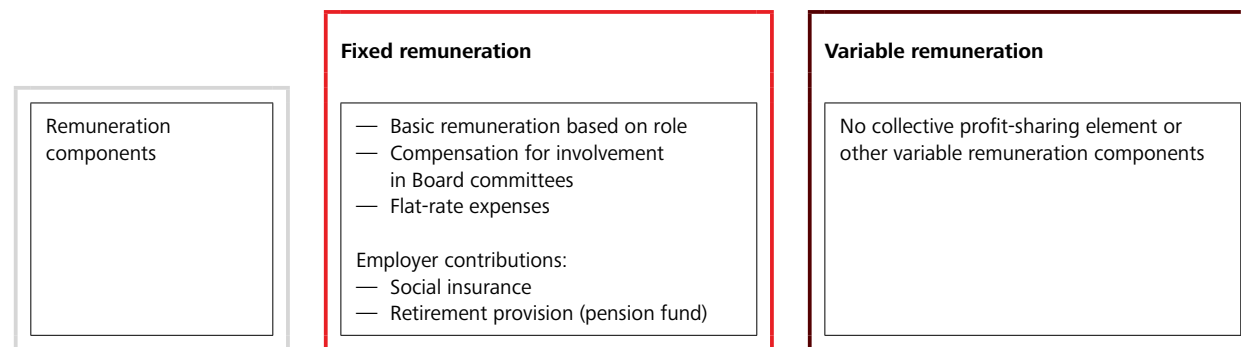 Fixed remuneration
Variable remuneration
Remuneration
components
— Basic remuneration based on role
— Compensation for involvement
in Board committees
— Flat-rate expenses
Employer contributions:
— Social insurance
— Retirement provision (pension fund)
No collective profit-sharing element or
other variable remuneration components